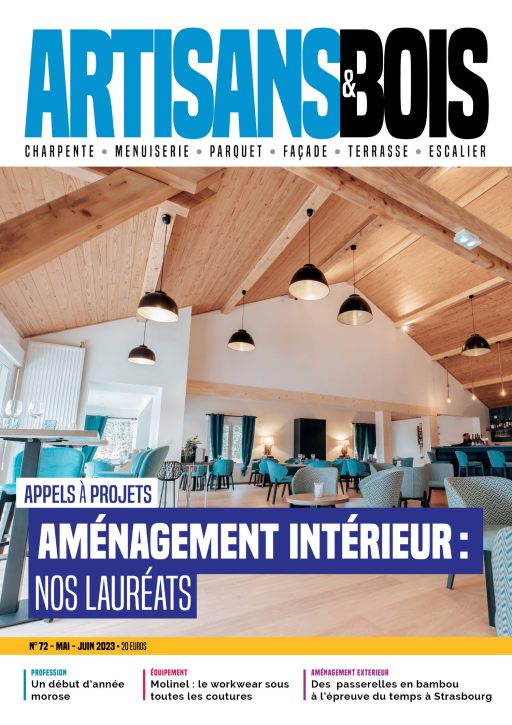 ARTISANS&BOIS
CHARPENTE • MENUISERIE • PARQUET • FAÇADE • TERRASSE • ESCALIER
APPELS À PROJETS
AMÉNAGEMENT INTÉRIEUR :
NOS LAURÉATS
N° 72 - MAI - JUIN 2023 • 20 EUROS
PROFESSION
Un début d'année
morose
ÉQUIPEMENT
Molinel : le workwear sous
toutes les coutures
AMÉNAGEMENT EXTERIEUR
Des passerelles en bambou
à l'épreuve du temps à Strasbourg